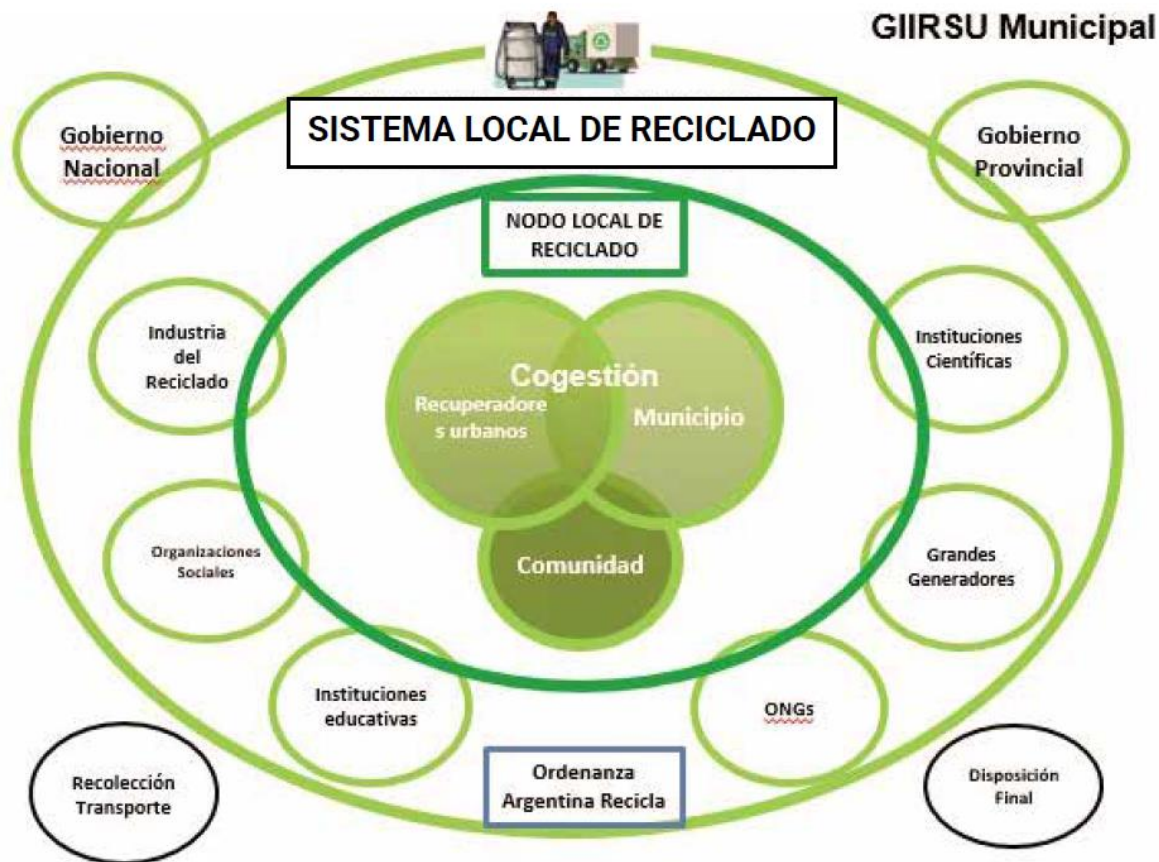 GIIRSU Municipal
SISTEMA LOCAL DE RECICLADO
Gobierno
Nacional
Gobierno
Provincial
NODO LOCAL DE
RECICLADO
Industria
del
Reciclado
Instituciones
Científicas
Cogestión
Recuperadore
s urbanos
Municipio
Organizaciones
Sociales
Comunidad
Grandes
Generadores
Instituciones
educativas
ONGs
Recolección
Transporte
Ordenanza
Argentina Recicla
Disposición
Final